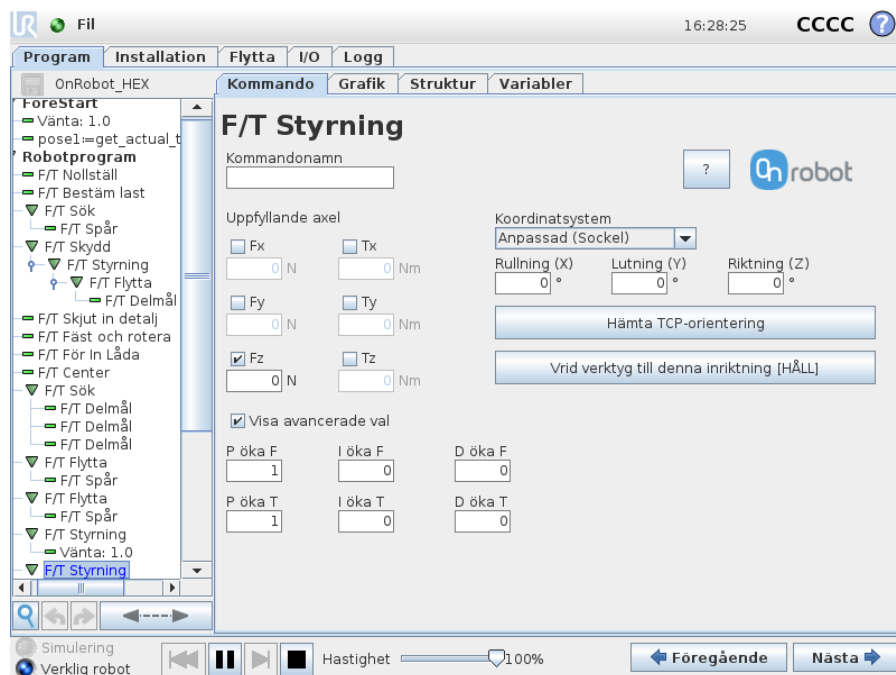 UR Fil 16:28:25 CCCC ?
Program Installation Flytta I/O Logg
OnRobot_HEX
Kommando Grafik Struktur Variabler
FöreStart
Vänta: 1.0
pose1:=get_actual_t
Robotprogram
F/T Nollställ
F/T Bestäm last
F/T Sök
F/T Spår
F/T Skydd
F/T Styrning
F/T Flytta
F/T Delmål
F/T Skjut in detalj
F/T Fäst och rotera
F/T För In Låda
F/T Center
F/T Sök
F/T Delmål
F/T Delmål
F/T Delmål
F/T Flytta
F/T Spår
F/T Flytta
F/T Spår
F/T Styrning
Vänta: 1.0
F/T Styrning
F/T Styrning
Kommandonamn
?
On robot
Uppfyllande axel
Fx Tx
0 N 0 Nm
Fy Ty
0 N 0 Nm
Fz Tz
0 N 0 Nm
Koordinatsystem
Anpassad (Sockel)
Rullning (X) Lutning (Y) Riktning (Z)
0 ° 0 ° 0 °
Hämta TCP-orientering
Vrid verktyg till denna inriktning [HÅLL]
Visa avancerade val
P öka F I öka F D öka F
1 0 0
P öka T I öka T D öka T
1 0 0
Simulering
Verklig robot
Hastighet 100%
Föregående Nästa